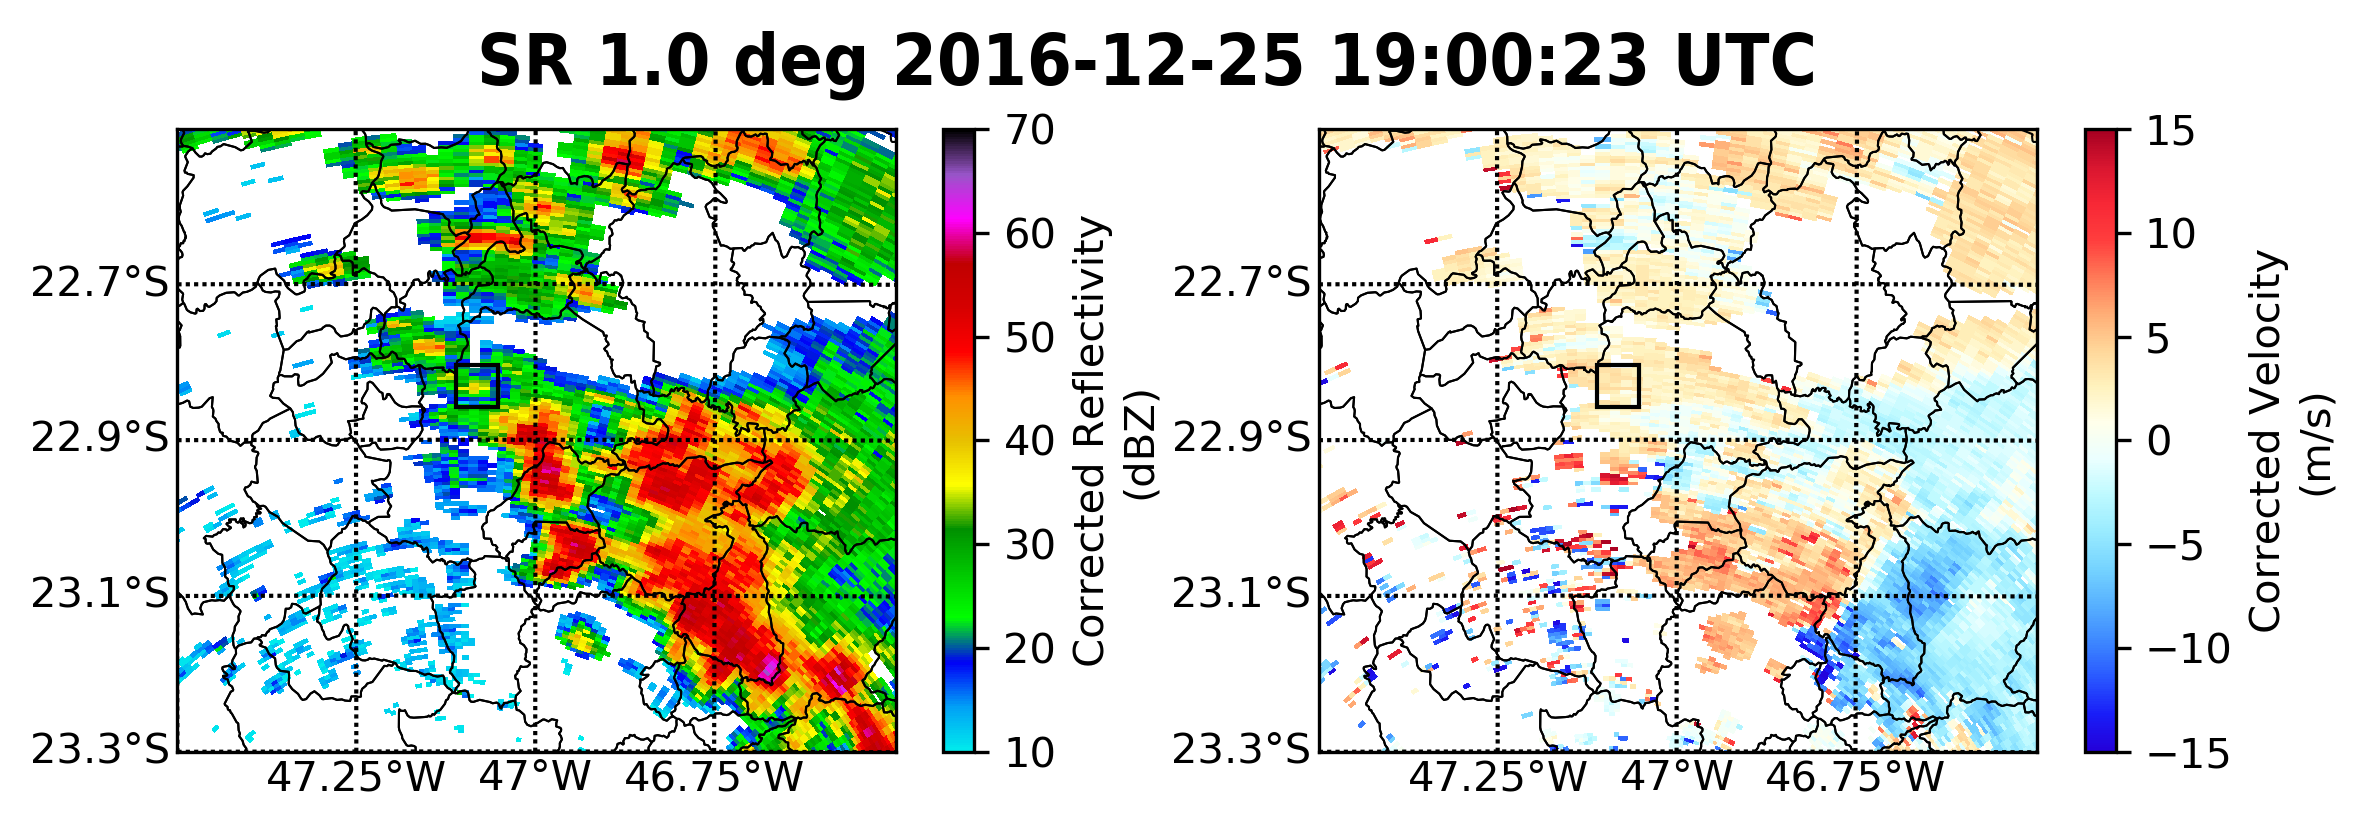 SR 1.0 deg 2016-12-25 19:00:23 UTC
22.7°S
22.9°S
23.1°S
23.3°S
47.25°W 47°W 46.75°W
70
60
50
40
30
20
10
Corrected Reflectivity
(dBZ)
22.7°S
22.9°S
23.1°S
23.3°S
47.25°W 47°W 46.75°W
15
10
5
0
−5
−10
−15
Corrected Velocity
(m/s)